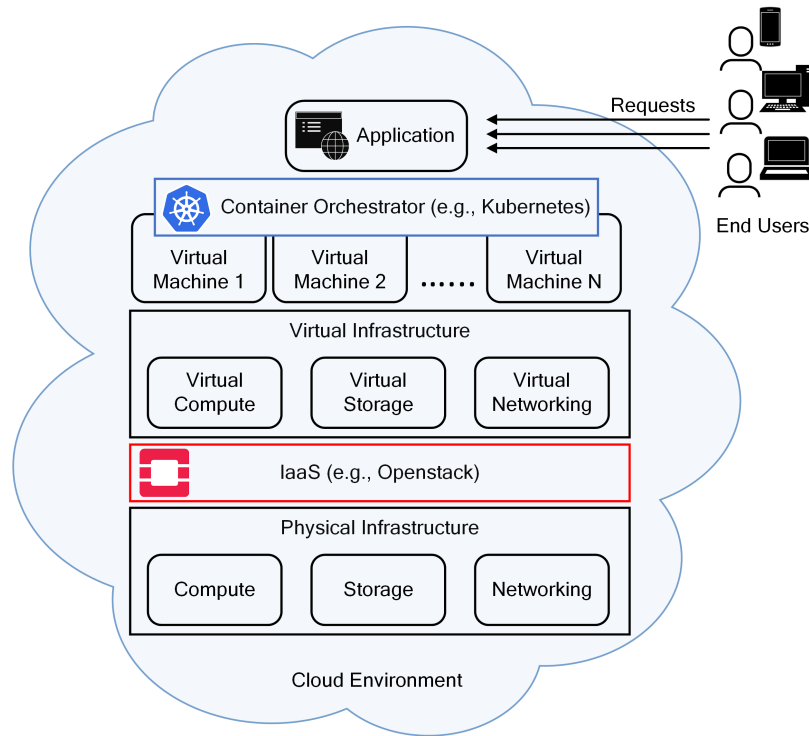 Requests
Application
End Users
Container Orchestrator (e.g., Kubernetes)
Virtual
Machine 1
Virtual
Machine 2
......
Virtual
Machine N
Virtual Infrastructure
Virtual
Compute
Virtual
Storage
Virtual
Networking
IaaS (e.g., Openstack)
Physical Infrastructure
Compute
Storage
Networking
Cloud Environment